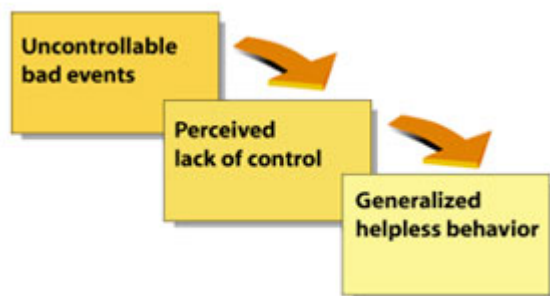 Uncontrollable
bad events
Perceived
lack of control
Generalized
helpless behavior